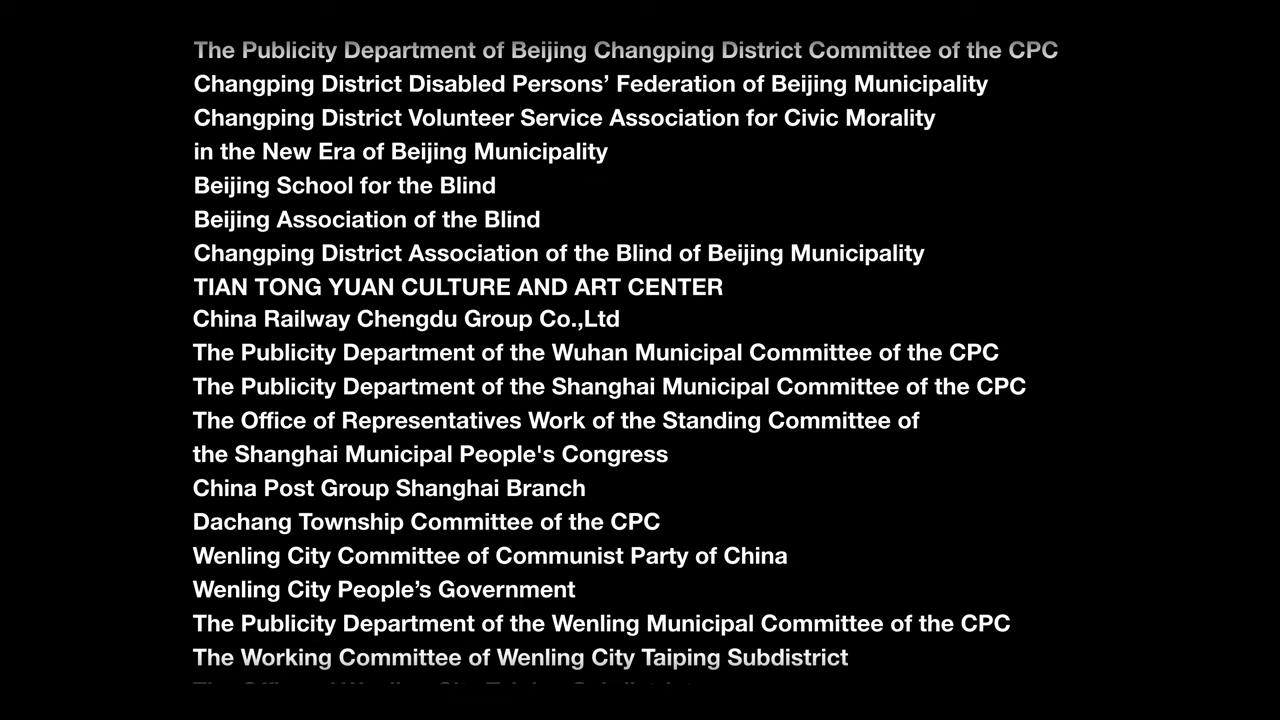 The Publicity Department of Beijing Changping District Committee of the CPC
Changping District Disabled Persons’ Federation of Beijing Municipality
Changping District Volunteer Service Association for Civic Morality
in the New Era of Beijing Municipality
Beijing School for the Blind
Beijing Association of the Blind
Changping District Association of the Blind of Beijing Municipality
TIAN TONG YUAN CULTURE AND ART CENTER
China Railway Chengdu Group Co.,Ltd
The Publicity Department of the Wuhan Municipal Committee of the CPC
The Publicity Department of the Shanghai Municipal Committee of the CPC
The Office of Representatives Work of the Standing Committee of
the Shanghai Municipal People's Congress
China Post Group Shanghai Branch
Dachang Township Committee of the CPC
Wenling City Committee of Communist Party of China
Wenling City People’s Government
The Publicity Department of the Wenling Municipal Committee of the CPC
The Working Committee of Wenling City Taiping Subdistrict